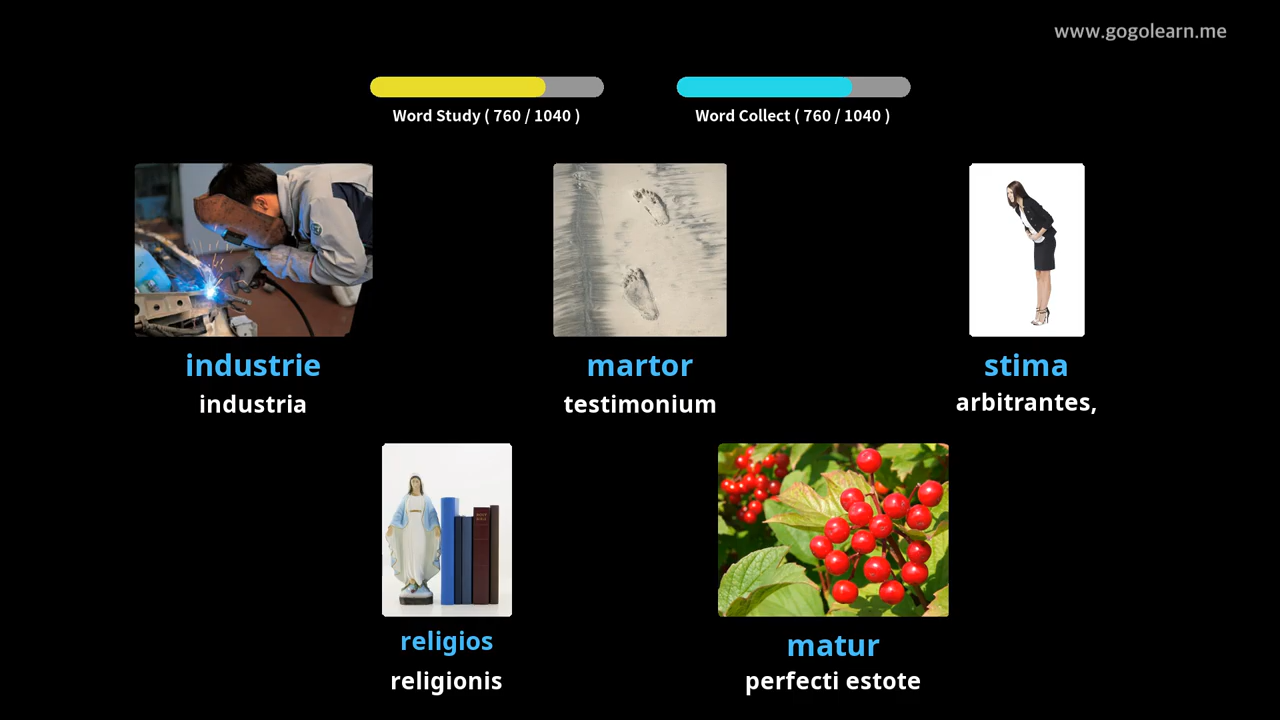 www.gogolearn.me
Word Study ( 760 / 1040 )
Word Collect ( 760 / 1040 )
industrie
industria
martor
testimonium
stima
arbitrantes,
religios
religionis
matur
perfecti estote